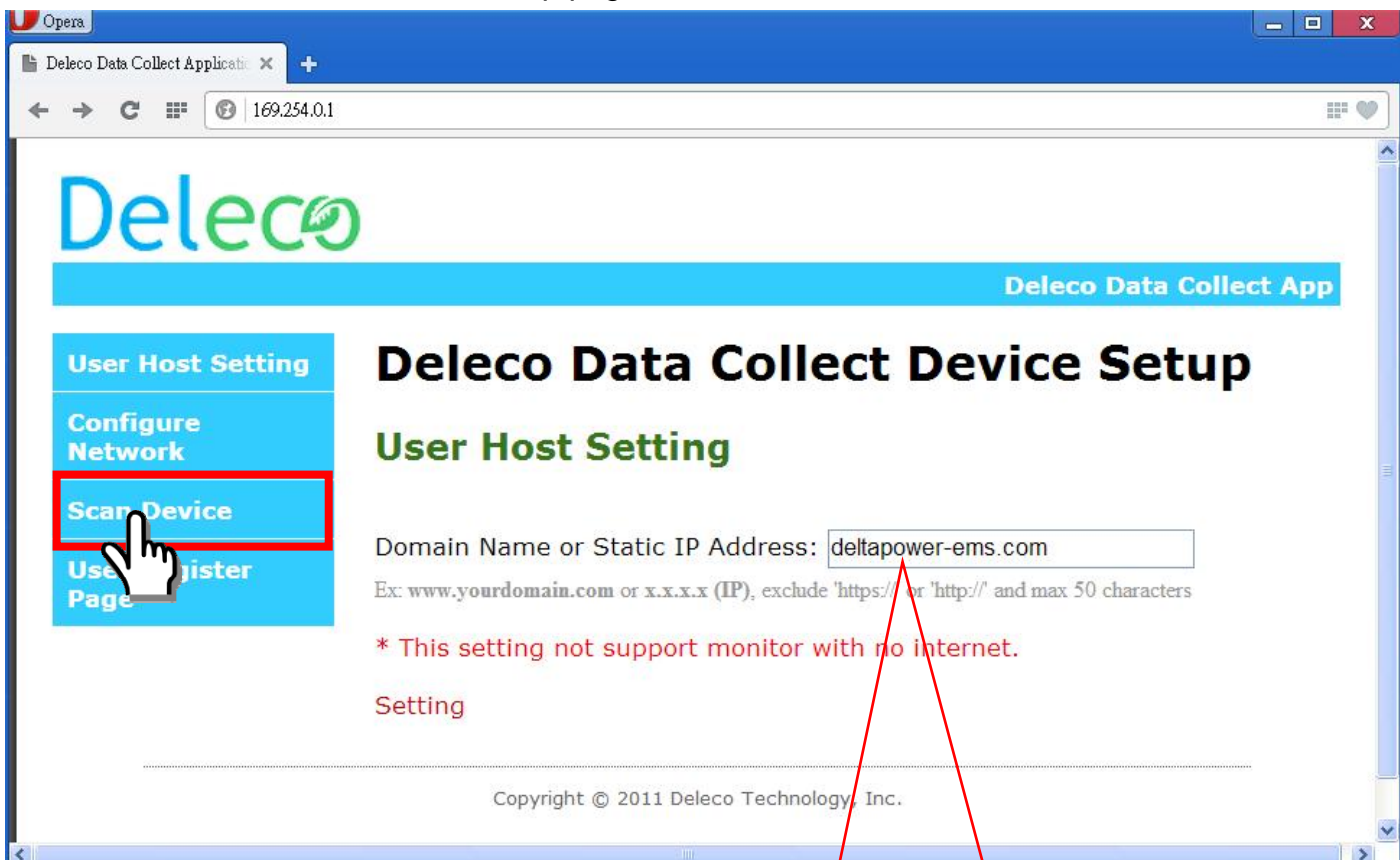 Opera
Deleco Data Collect Applicatio
169.254.0.1
Deleco
Deleco Data Collect App
User Host Setting
Configure
Network
Scan Device
Page
Deleco Data Collect Device Setup
User Host Setting
Domain Name or Static IP Address: deltapower-ems.com
Ex: www.yourdomain.com or x.x.x.x (IP), exclude 'https://' or 'http://' and max 50 characters
* This setting not support monitor with no internet.
Setting
Copyright © 2011 Deleco Technology, Inc.